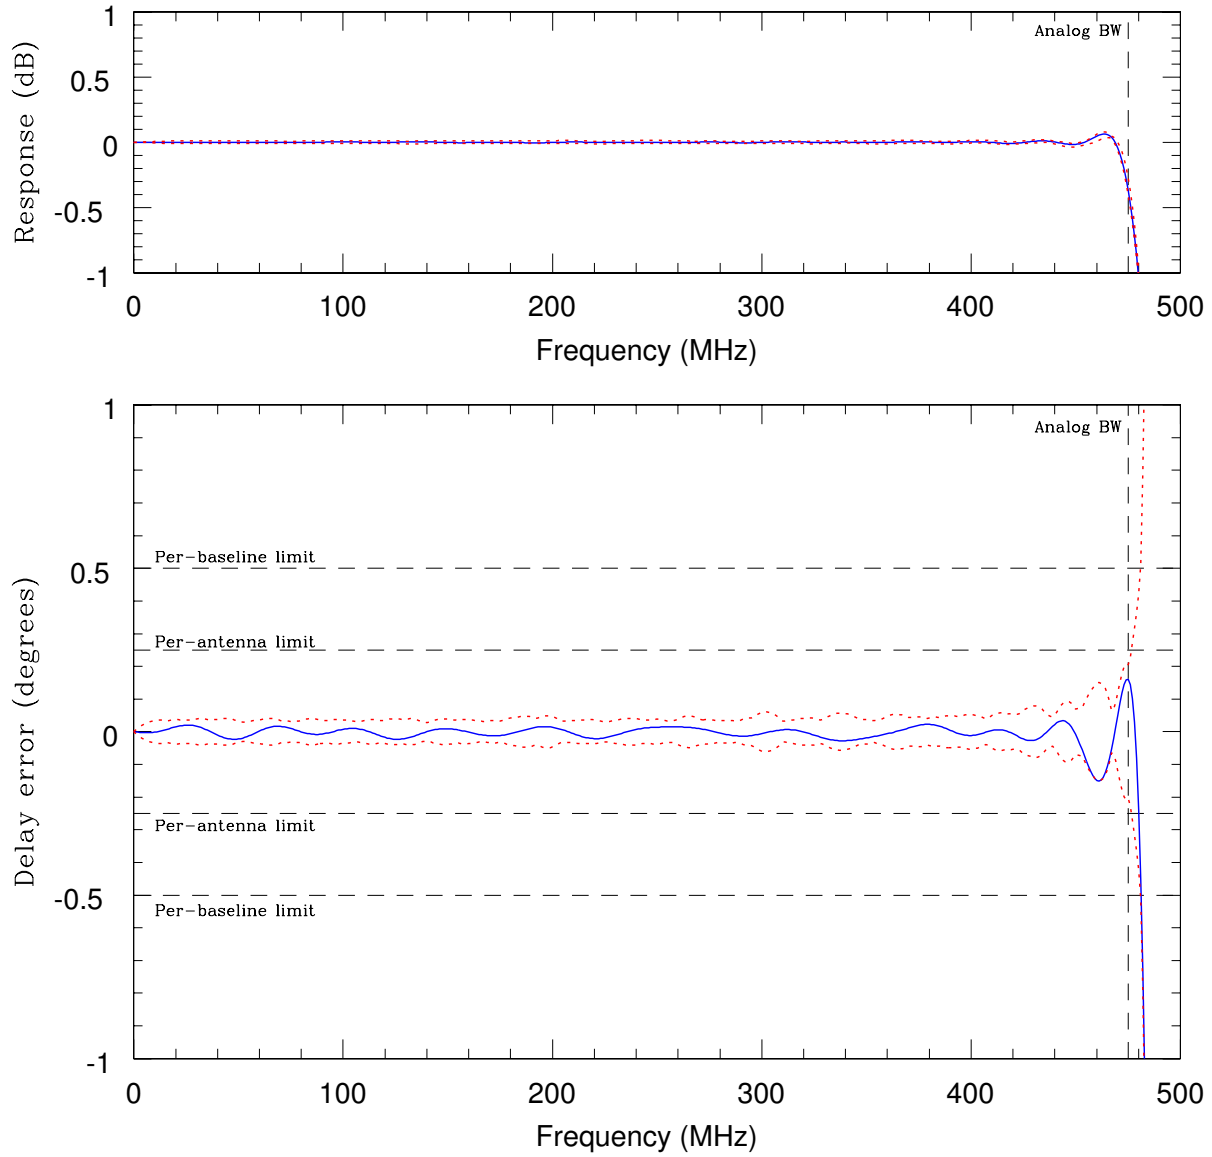 Response (dB)
1
0.5
0
-0.5
-1
Analog BW
0 100 200 300 400 500
Frequency (MHz)
Delay error (degrees)
1
0.5
0
-0.5
-1
Analog BW
Per-baseline limit
Per-antenna limit
Per-antenna limit
Per-baseline limit
0 100 200 300 400 500
Frequency (MHz)